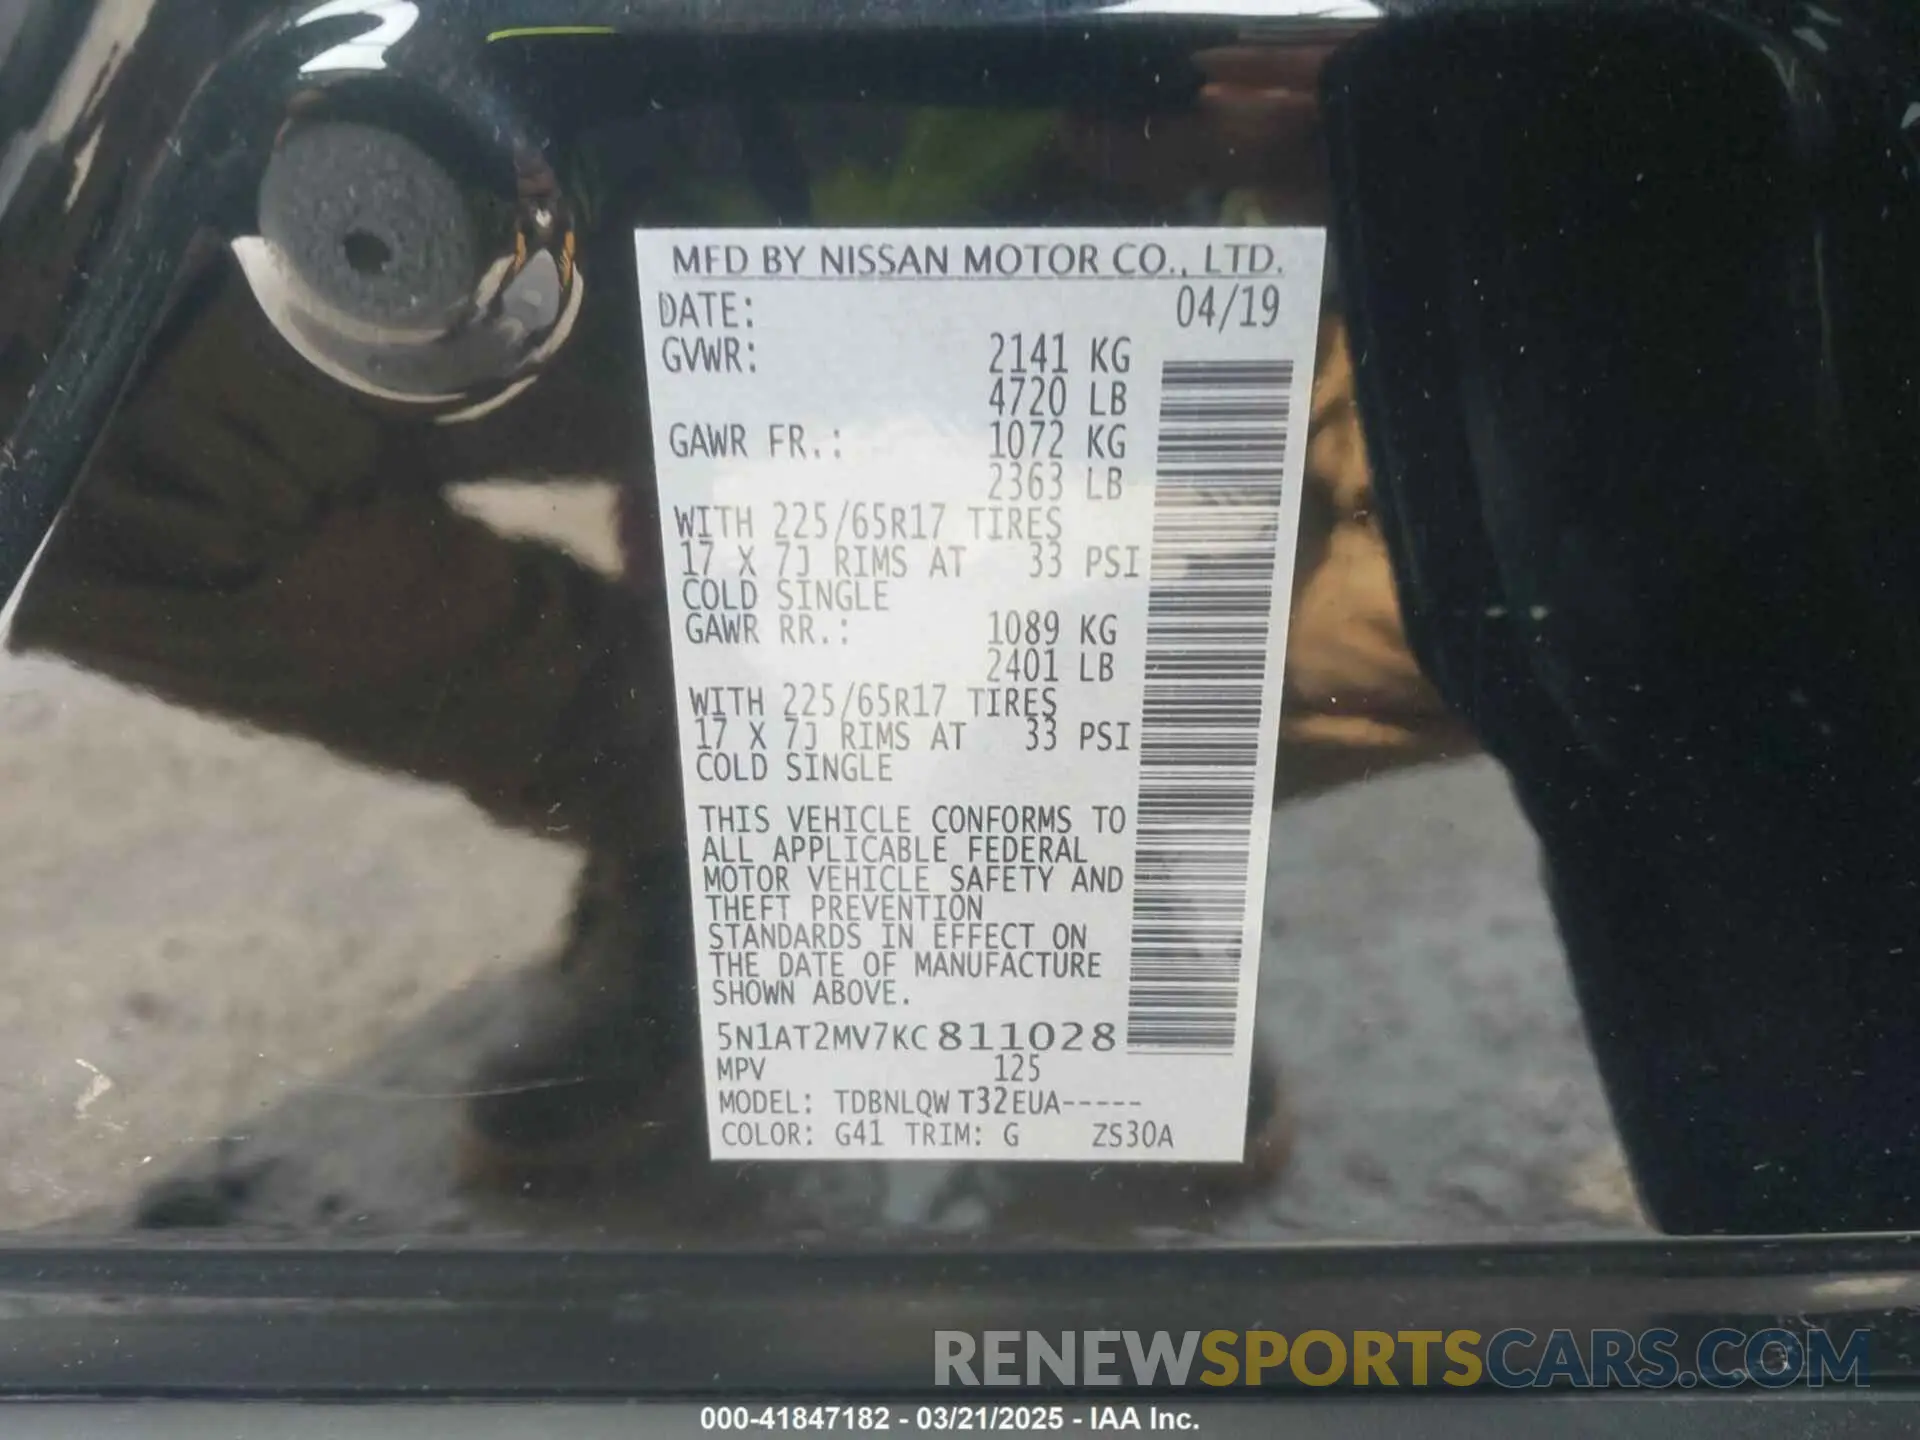 MFD BY NISSAN MOTOR CO., LTD.
DATE: 04/19
GVWR: 2141 KG
4720 LB
GAWR FR.: 1072 KG
2363 LB
WITH 225/65R17 TIRES
17 X 7J RIMS AT 33 PSI
COLD SINGLE
GAWR RR.: 1089 KG
2401 LB
WITH 225/65R17 TIRES
17 X 7J RIMS AT 33 PSI
COLD SINGLE
THIS VEHICLE CONFORMS TO
ALL APPLICABLE FEDERAL
MOTOR VEHICLE SAFETY AND
THEFT PREVENTION
STANDARDS IN EFFECT ON
THE DATE OF MANUFACTURE
SHOWN ABOVE.
5N1AT2MV7KC811028
MPV 125
MODEL: TDBNLQW T32EUA-----
COLOR: G41 TRIM: G ZS30A
RENEWSPORTSCARS.COM
000-41847182 - 03/21/2025 - IAA Inc.